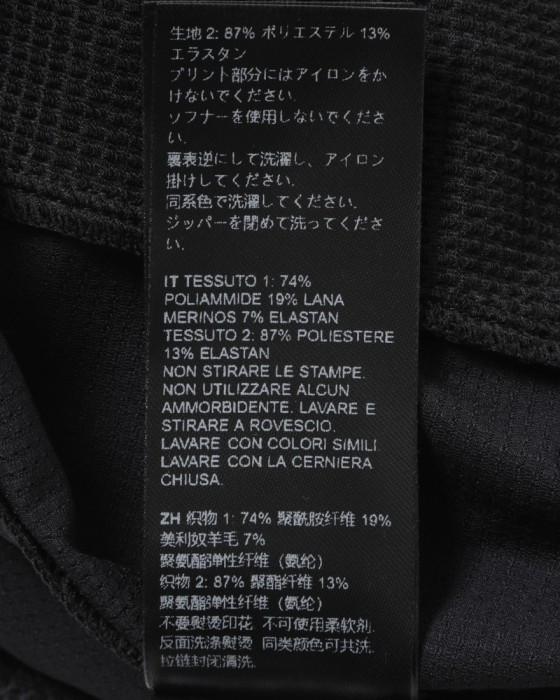 生地 2: 87% ポリエステル 13%
エラスタン
プリント部分にはアイロンをか
けないでください.
ソフナーを使用しないでくださ
い.
裏表逆にして洗濯し、アイロン
掛けしてください.
同系色で洗濯してください.
ジッパーを閉めて洗ってくださ
い.
IT TESSUTO 1: 74%
POLIAMMIDE 19% LANA
MERINOS 7% ELASTAN
TESSUTO 2: 87% POLIESTERE
13% ELASTAN
NON STIRARE LE STAMPE.
NON UTILIZZARE ALCUN
AMMORBIDENTE. LAVARE E
STIRARE A ROVESCIO.
LAVARE CON COLORI SIMILI.
LAVARE CON LA CERNIERA
CHIUSA.
ZH 织物 1: 74% 聚酰胺纤维 19%
美利奴羊毛 7%
聚氨酯弹性纤维（氨纶）
织物 2: 87% 聚酯纤维 13%
聚氨酯弹性纤维（氨纶）
不要熨烫印花. 不可使用柔软剂.
反面洗涤熨烫. 同类颜色可共洗.
拉链封闭清洗.